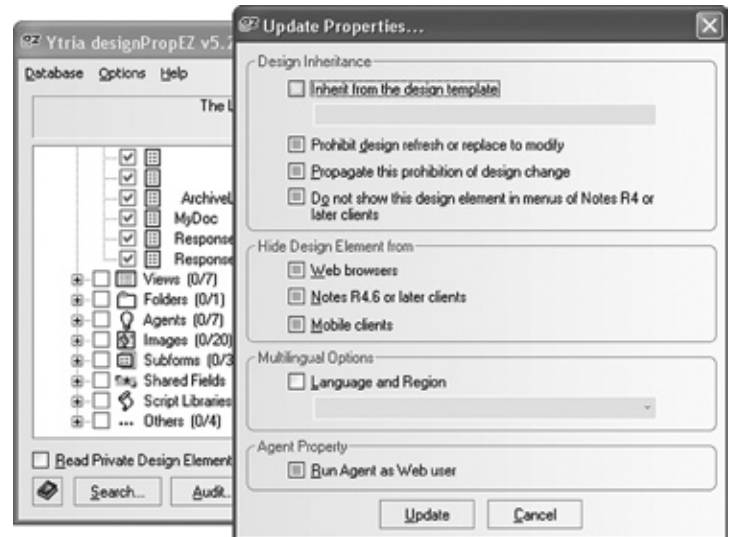 Ytria designPropEZ v5.2
Database Options Help
The L
ArchiveL
MyDoc
Response
Response
Views (0/7)
Folders (0/1)
Agents (0/7)
Images (0/20)
Subforms (0/3
Shared Fields
Script Libraries
Others (0/4)
Read Private Design Element
Search...
Audit..
Update Properties...
Design Inheritance
Inherit from the design template
Prohibit design refresh or replace to modify
Propagate this prohibition of design change
Do not show this design element in menus of Notes R4 or
later clients
Hide Design Element from
Web browsers
Notes R4.6 or later clients
Mobile clients
Multilingual Options
Language and Region
Agent Property
Run Agent as Web user
Update
Cancel